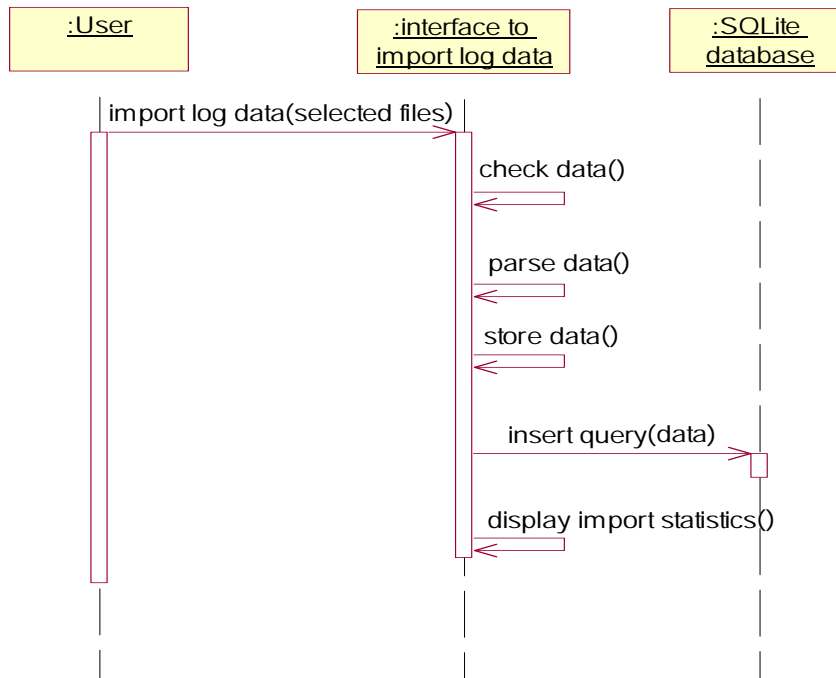 :User
:interface to
import log data
:SQLite
database
import log data(selected files)
check data()
parse data()
store data()
insert query(data)
display import statistics()